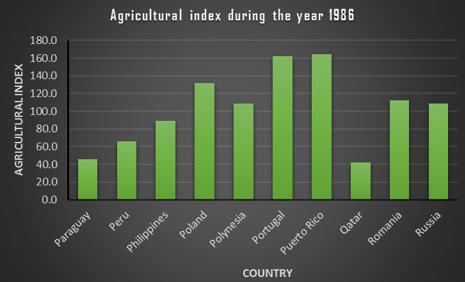 Agricultural index during the year 1986
AGRICULTURAL INDEX
180.0
160.0
140.0
120.0
100.0
80.0
60.0
40.0
20.0
0.0
Paraguay
Peru
Philippines
Poland
Polynesia
Portugal
Puerto Rico
Qatar
Romania
Russia
COUNTRY